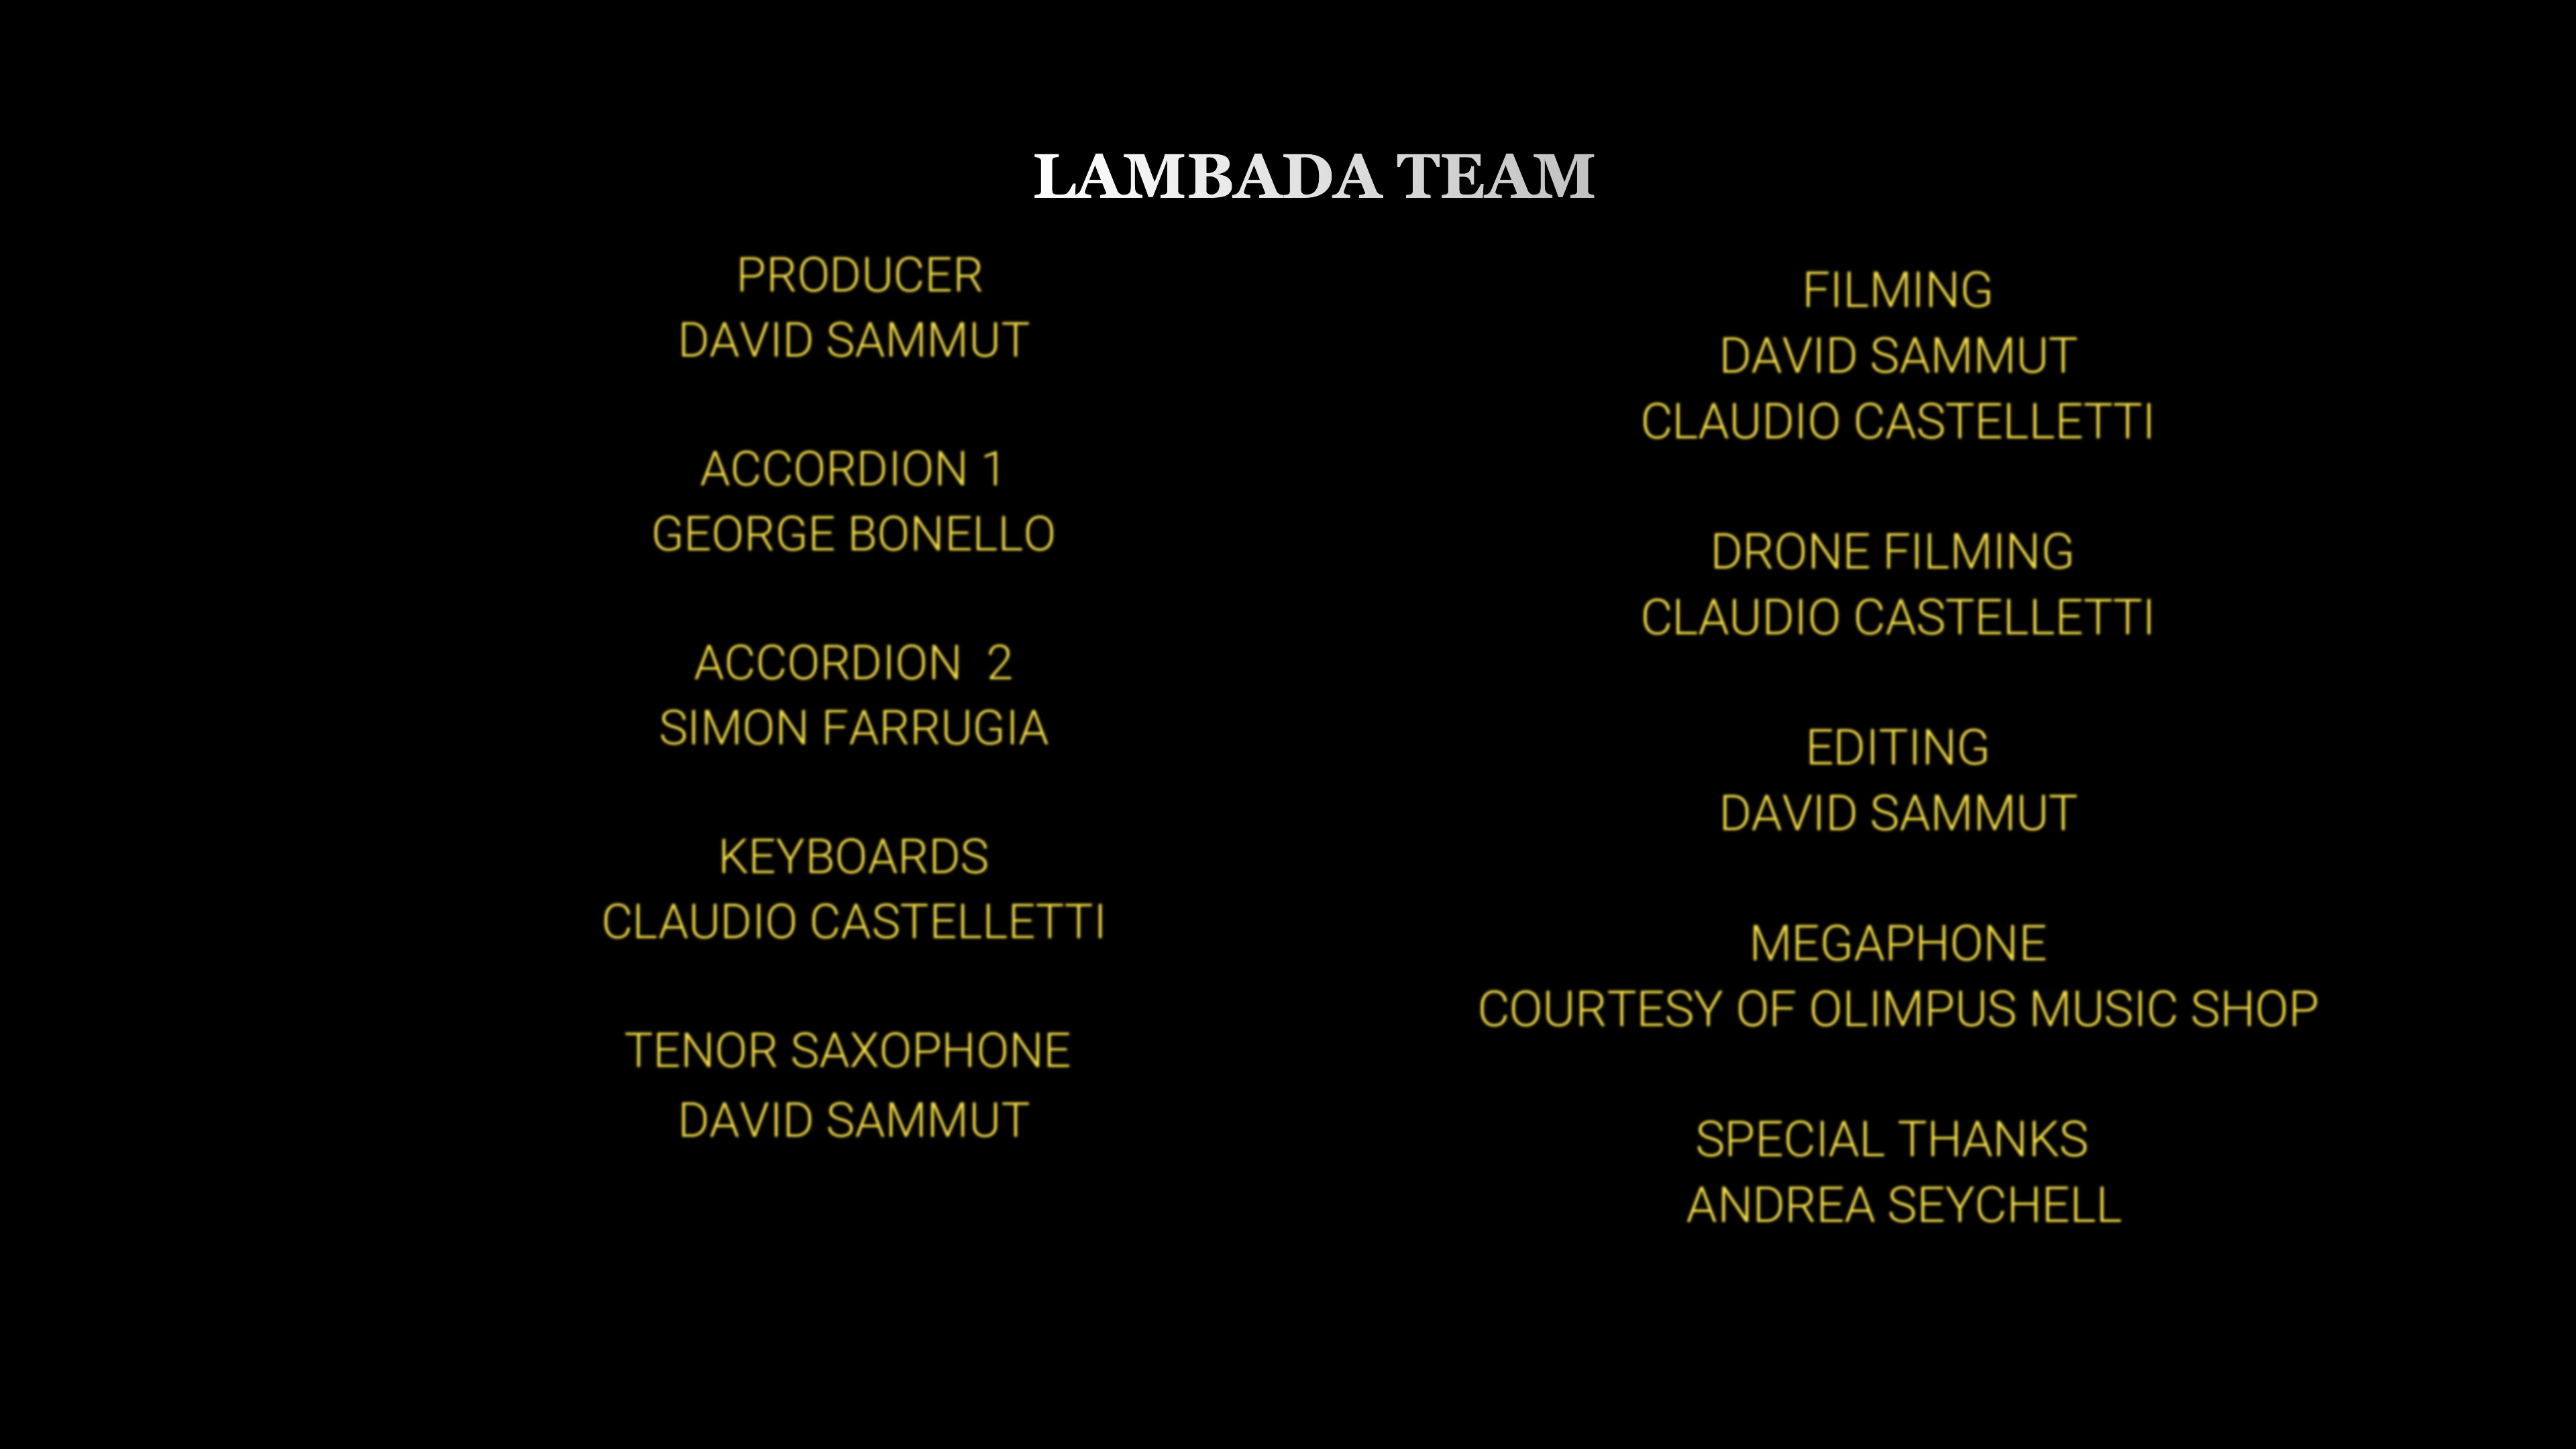 LAMBADA TEAM
PRODUCER
DAVID SAMMUT
ACCORDION 1
GEORGE BONELLO
ACCORDION  2
SIMON FARRUGIA
KEYBOARDS
CLAUDIO CASTELLETTI
TENOR SAXOPHONE
DAVID SAMMUT
FILMING
DAVID SAMMUT
CLAUDIO CASTELLETTI
DRONE FILMING
CLAUDIO CASTELLETTI
EDITING
DAVID SAMMUT
MEGAPHONE
COURTESY OF OLIMPUS MUSIC SHOP
SPECIAL THANKS
ANDREA SEYCHELL